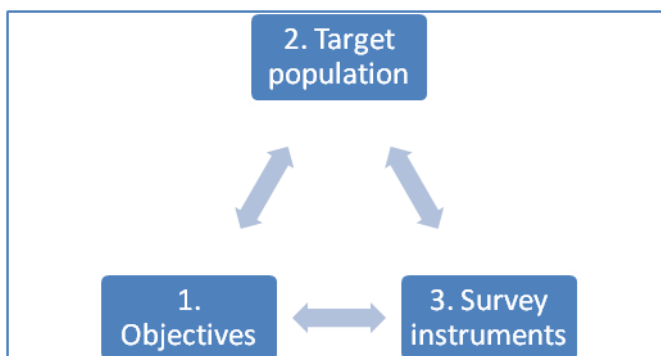 2. Target
population
1.
Objectives
3. Survey
instruments